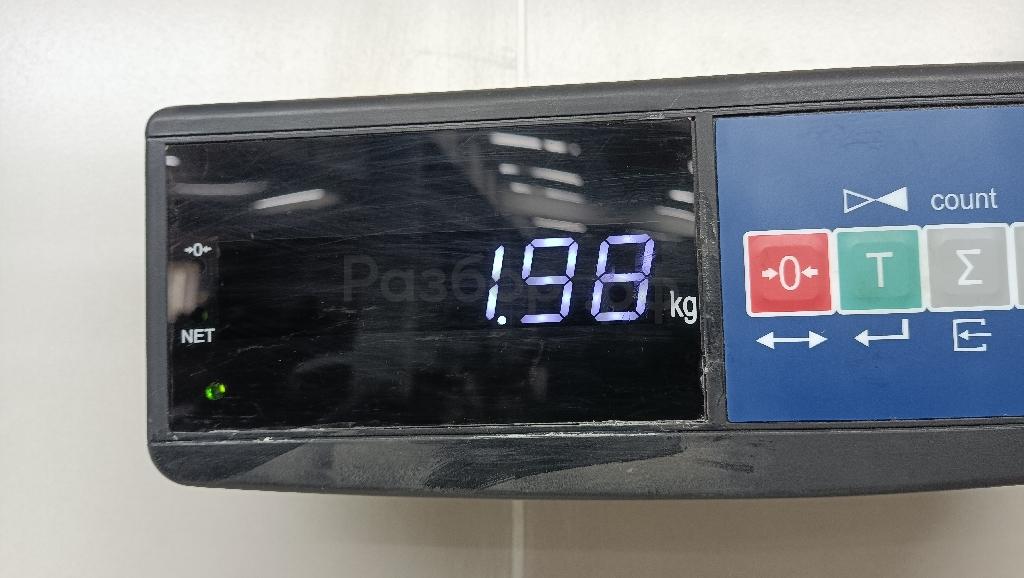 count
→0←
1.98 kg
→0← T Σ
NET